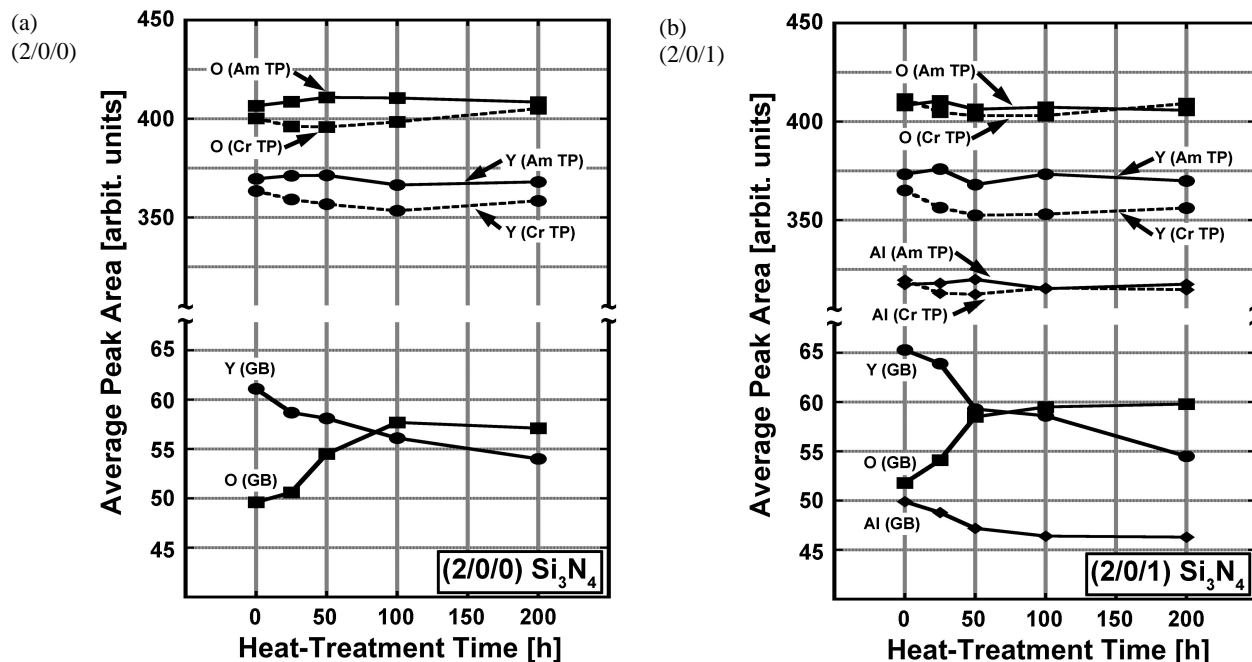 (a)
(2/0/0)
Average Peak Area [arbit. units]
450
400
350
65
60
55
50
45
O (Am TP)
O (Cr TP)
Y (Am TP)
Y (Cr TP)
≈ ≈
Y (GB)
O (GB)
(2/0/0) Si₃N₄
0 50 100 150 200
Heat-Treatment Time [h]
(b)
(2/0/1)
Average Peak Area [arbit. units]
450
400
350
65
60
55
50
45
O (Am TP)
O (Cr TP)
Y (Am TP)
Y (Cr TP)
Al (Am TP)
Al (Cr TP)
≈ ≈
Y (GB)
O (GB)
Al (GB)
(2/0/1) Si₃N₄
0 50 100 150 200
Heat-Treatment Time [h]